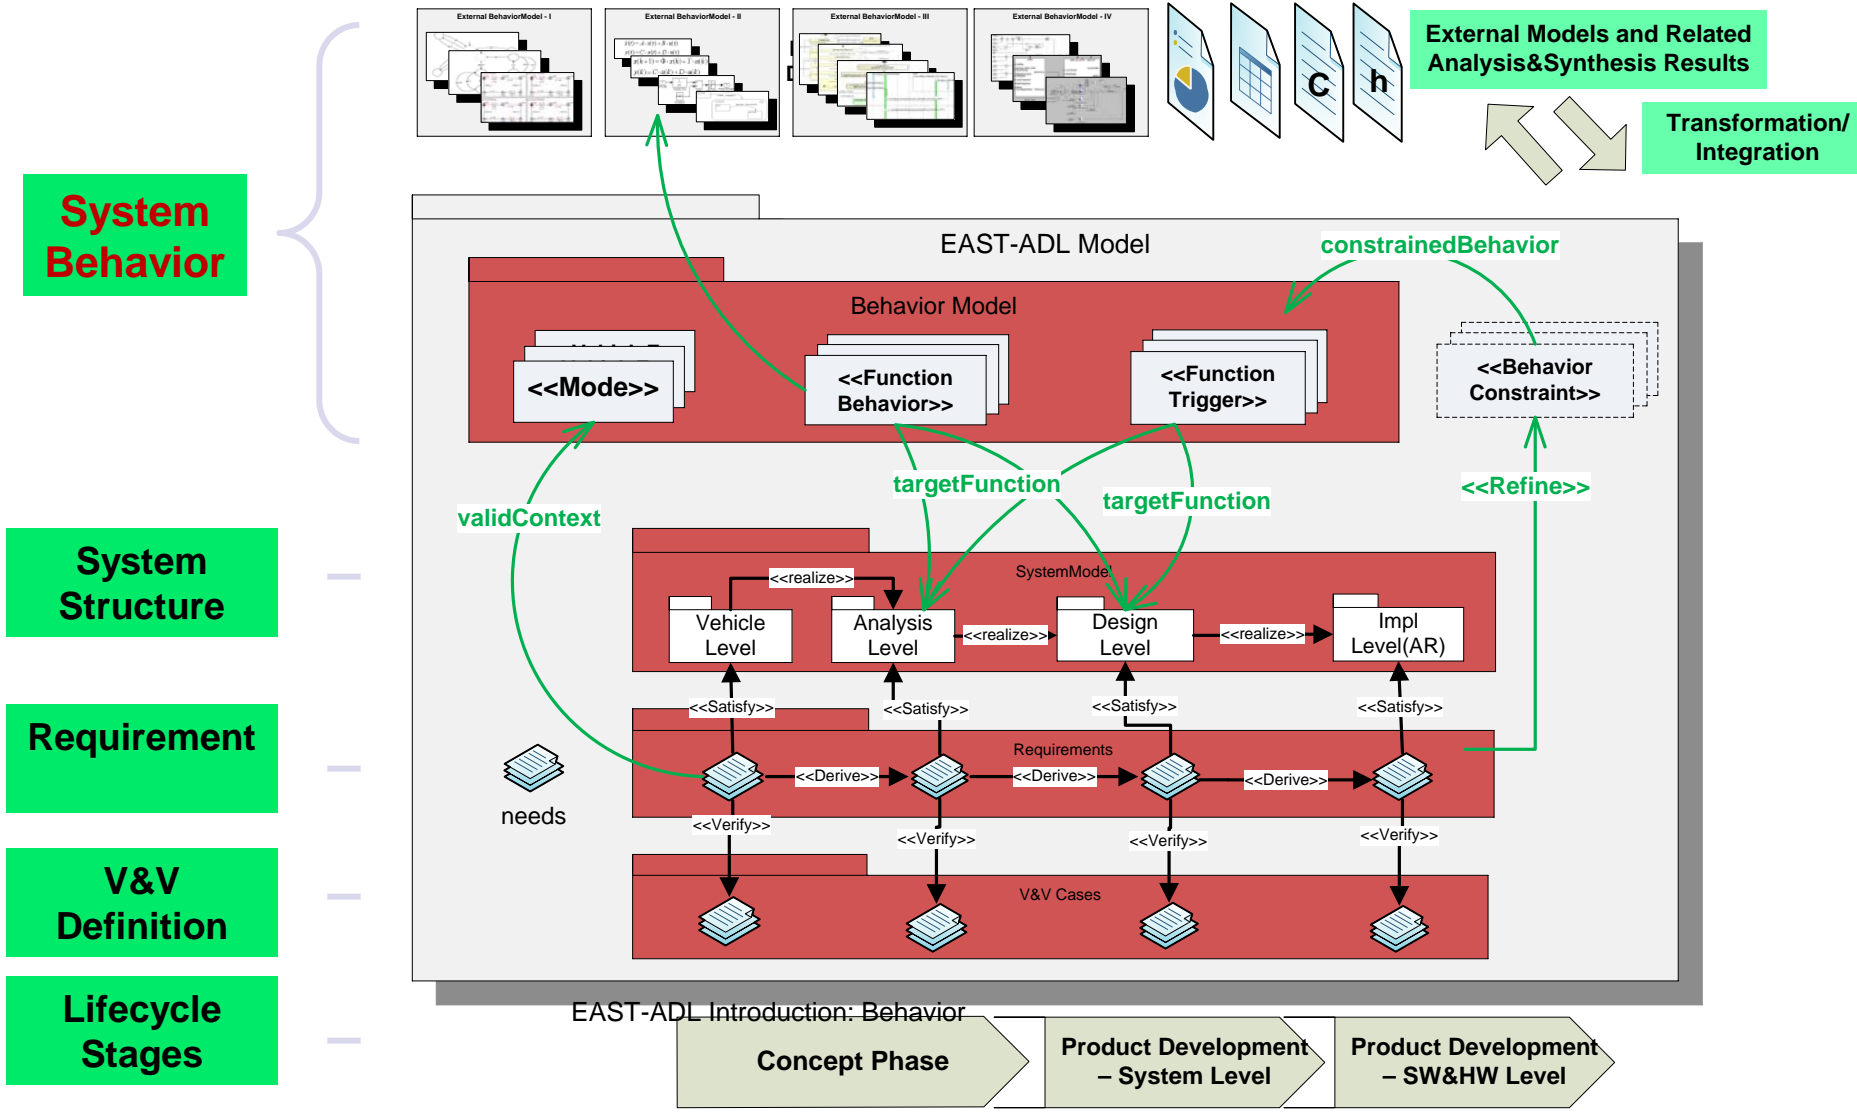 External BehaviorModel - I
External BehaviorModel - II
External BehaviorModel - III
External BehaviorModel - IV
C
h
External Models and Related
Analysis&Synthesis Results
Transformation/
Integration
System
Behavior
EAST-ADL Model
constrainedBehavior
Behavior Model
<<Mode>>
<<Function
Behavior>>
<<Function
Trigger>>
<<Behavior
Constraint>>
targetFunction
targetFunction
<<Refine>>
validContext
System
Structure
SystemModel
<<realize>>
Vehicle
Level
Analysis
Level
<<realize>>
Design
Level
<<realize>>
Impl
Level(AR)
<<Satisfy>>
<<Satisfy>>
<<Satisfy>>
<<Satisfy>>
Requirement
Requirements
<<Derive>>
<<Derive>>
<<Derive>>
needs
<<Verify>>
<<Verify>>
<<Verify>>
<<Verify>>
V&V
Definition
V&V Cases
Lifecycle
Stages
EAST-ADL Introduction: Behavior
Concept Phase
Product Development
– System Level
Product Development
– SW&HW Level